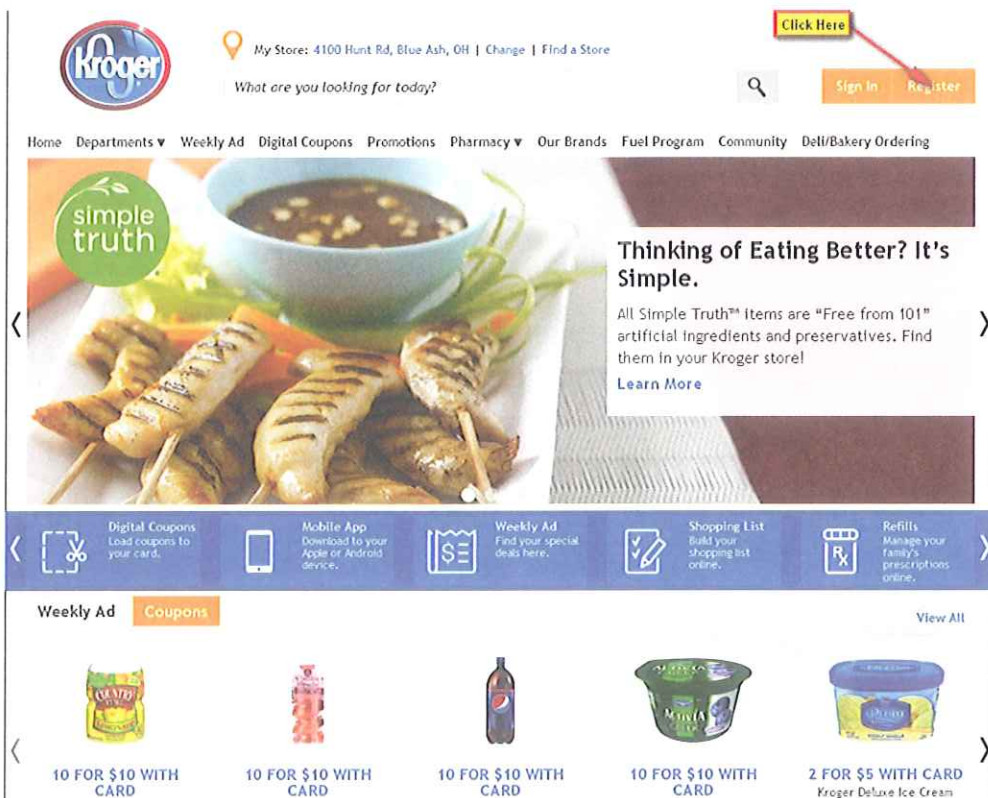 Click Here
Kroger
My Store: 4100 Hunt Rd, Blue Ash, OH | Change | Find a Store
What are you looking for today?
Sign In Register
Home Departments ▼ Weekly Ad Digital Coupons Promotions Pharmacy ▼ Our Brands Fuel Program Community Deli/Bakery Ordering
simple
truth
Thinking of Eating Better? It's
Simple.
All Simple Truth™ items are "Free from 101"
artificial ingredients and preservatives. Find
them in your Kroger store!
Learn More
Digital Coupons
Load coupons to
your card.
Mobile App
Download to your
Apple or Android
device.
$
Weekly Ad
Find your special
deals here.
Shopping List
Build your
shopping list
online.
Rx
Refills
Manage your
family's
prescriptions
online.
Weekly Ad Coupons
View All
COUNTRY
ACTIVIA
10 FOR $10 WITH
CARD
10 FOR $10 WITH
CARD
10 FOR $10 WITH
CARD
10 FOR $10 WITH
CARD
2 FOR $5 WITH CARD
Kroger Deluxe Ice Cream